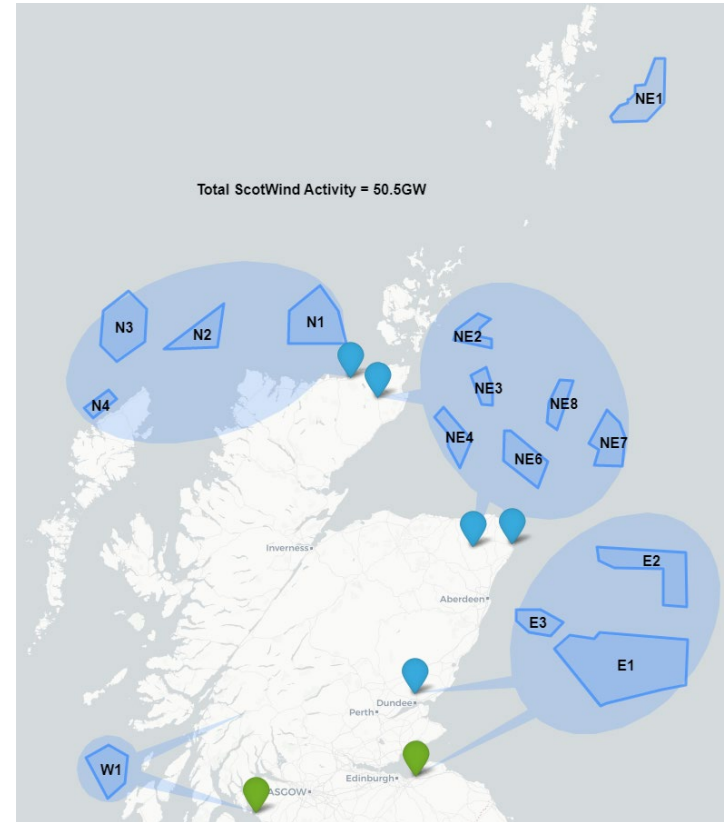 NE1
Total ScotWind Activity = 50.5GW
N3
N2
N1
N4
NE2
NE3
NE8
NE4
NE6
NE7
Inverness
E2
Aberdeen
E3
E1
Dundee
Perth
W1
Edinburgh
ASGOW